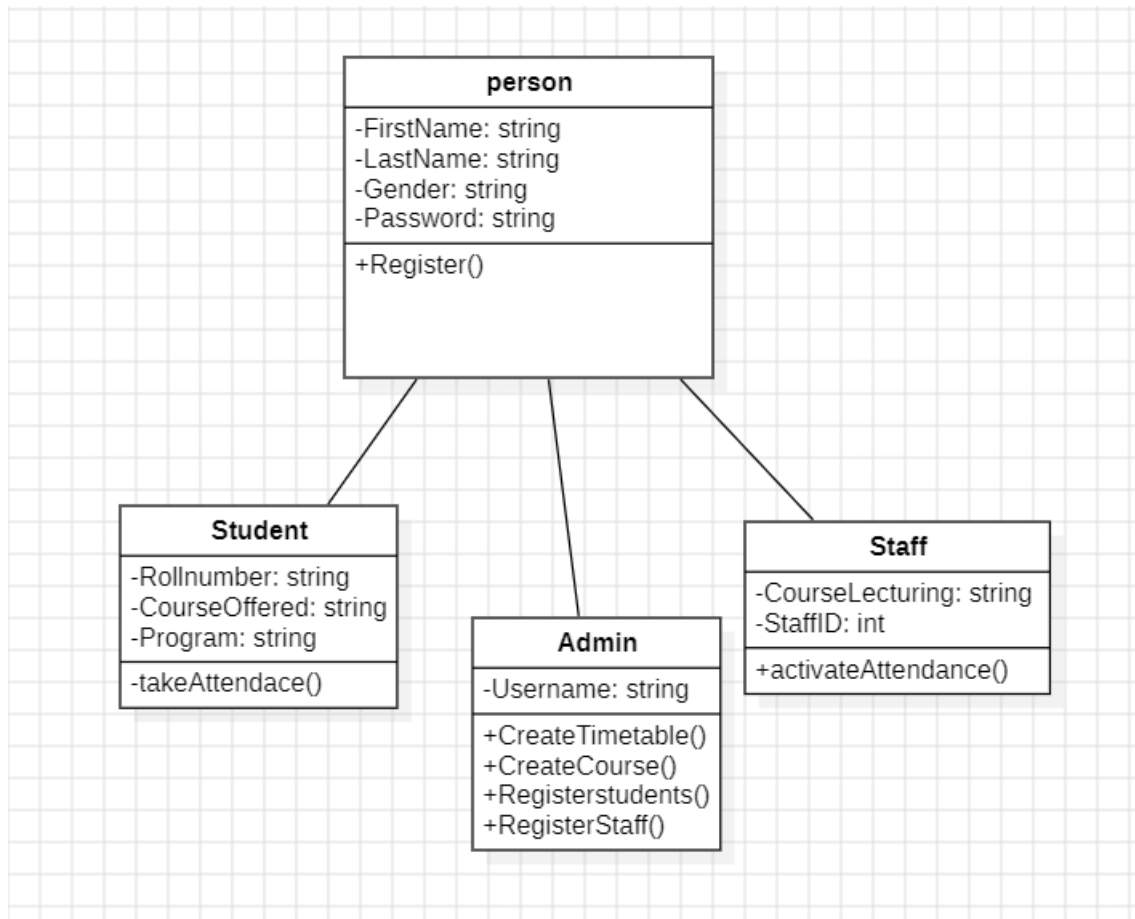 person
-FirstName: string
-LastName: string
-Gender: string
-Password: string
+Register()
Student
-Rollnumber: string
-CourseOffered: string
-Program: string
-takeAttendace()
Admin
-Username: string
+CreateTimetable()
+CreateCourse()
+Registerstudents()
+RegisterStaff()
Staff
-CourseLecturing: string
-StaffID: int
+activateAttendance()